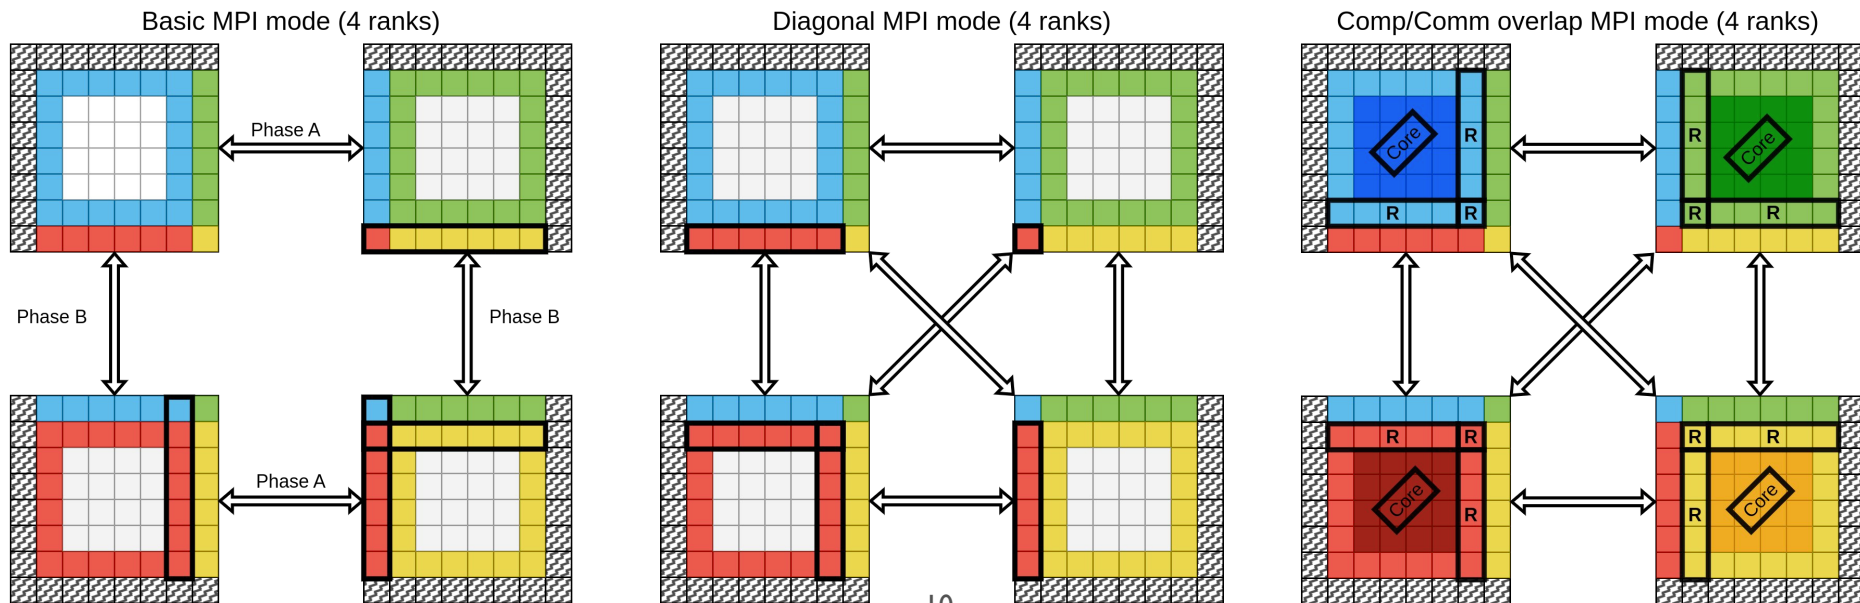 Basic MPI mode (4 ranks)
Diagonal MPI mode (4 ranks)
Comp/Comm overlap MPI mode (4 ranks)
Phase A
Core
R
R
Core
R
R
R
R
Phase B
Phase B
Phase A
R
R
R
R
Core
R
R
Core